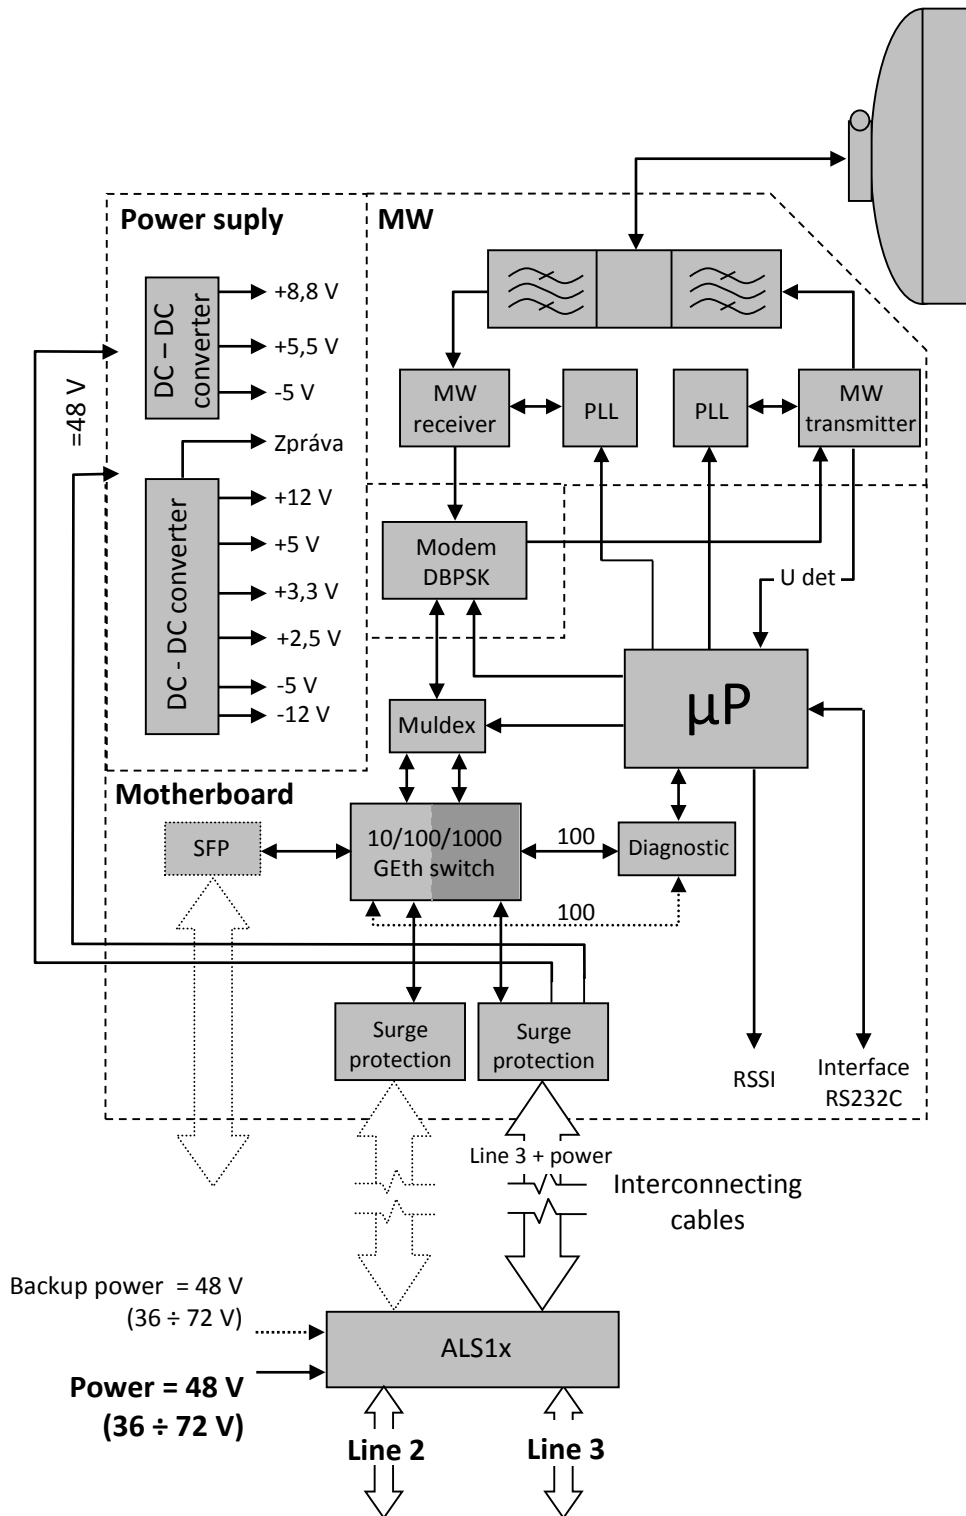 Power suply
MW
DC – DC
converter
+8,8 V
+5,5 V
-5 V
=48 V
Zpráva
DC - DC converter
+12 V
+5 V
+3,3 V
+2,5 V
-5 V
-12 V
MW
receiver
PLL
PLL
MW
transmitter
Modem
DBPSK
U det
µP
Muldex
Motherboard
SFP
10/100/1000
GEth switch
100
Diagnostic
100
Surge
protection
Surge
protection
RSSI
Interface
RS232C
Line 3 + power
Interconnecting
cables
Backup power = 48 V
(36 ÷ 72 V)
ALS1x
Power = 48 V
(36 ÷ 72 V)
Line 2
Line 3